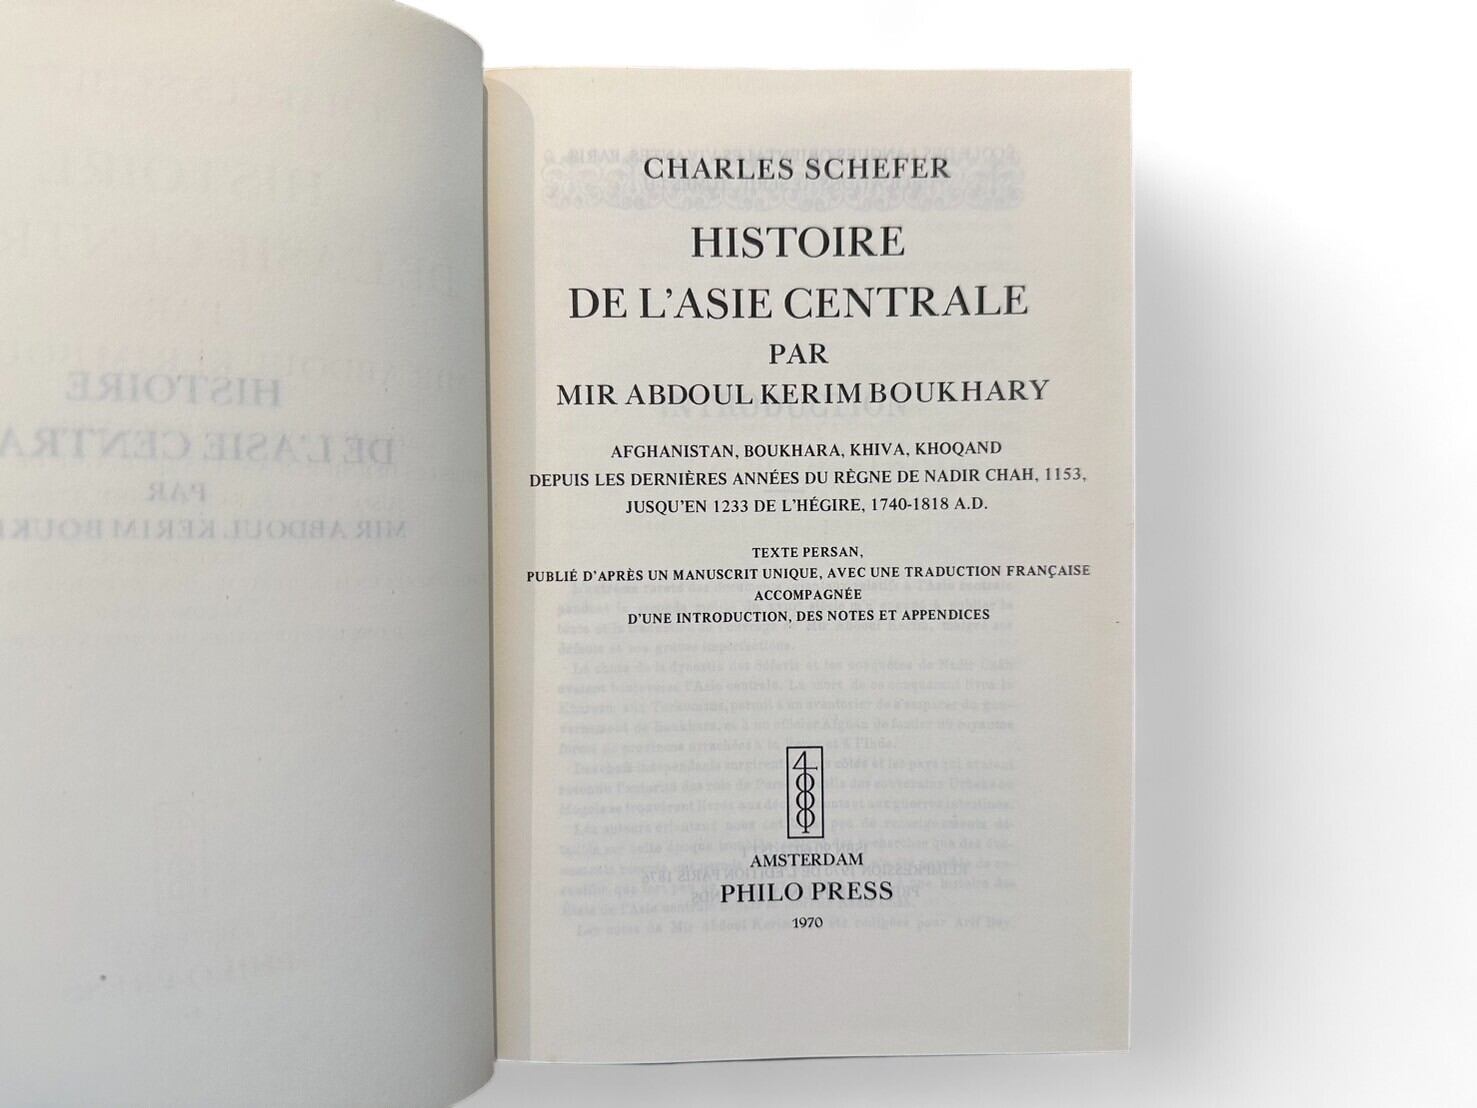 CHARLES SCHEFER
HISTOIRE
DE L'ASIE CENTRALE
PAR
MIR ABDOUL KERIM BOUKHARY
AFGHANISTAN, BOUKHARA, KHIVA, KHOQAND
DEPUIS LES DERNIÈRES ANNÉES DU RÈGNE DE NADIR CHAH, 1153,
JUSQU'EN 1233 DE L'HÉGIRE, 1740-1818 A.D.
TEXTE PERSAN,
PUBLIÉ D'APRÈS UN MANUSCRIT UNIQUE, AVEC UNE TRADUCTION FRANÇAISE
ACCOMPAGNÉE
D'UNE INTRODUCTION, DES NOTES ET APPENDICES
AMSTERDAM
PHILO PRESS
1970